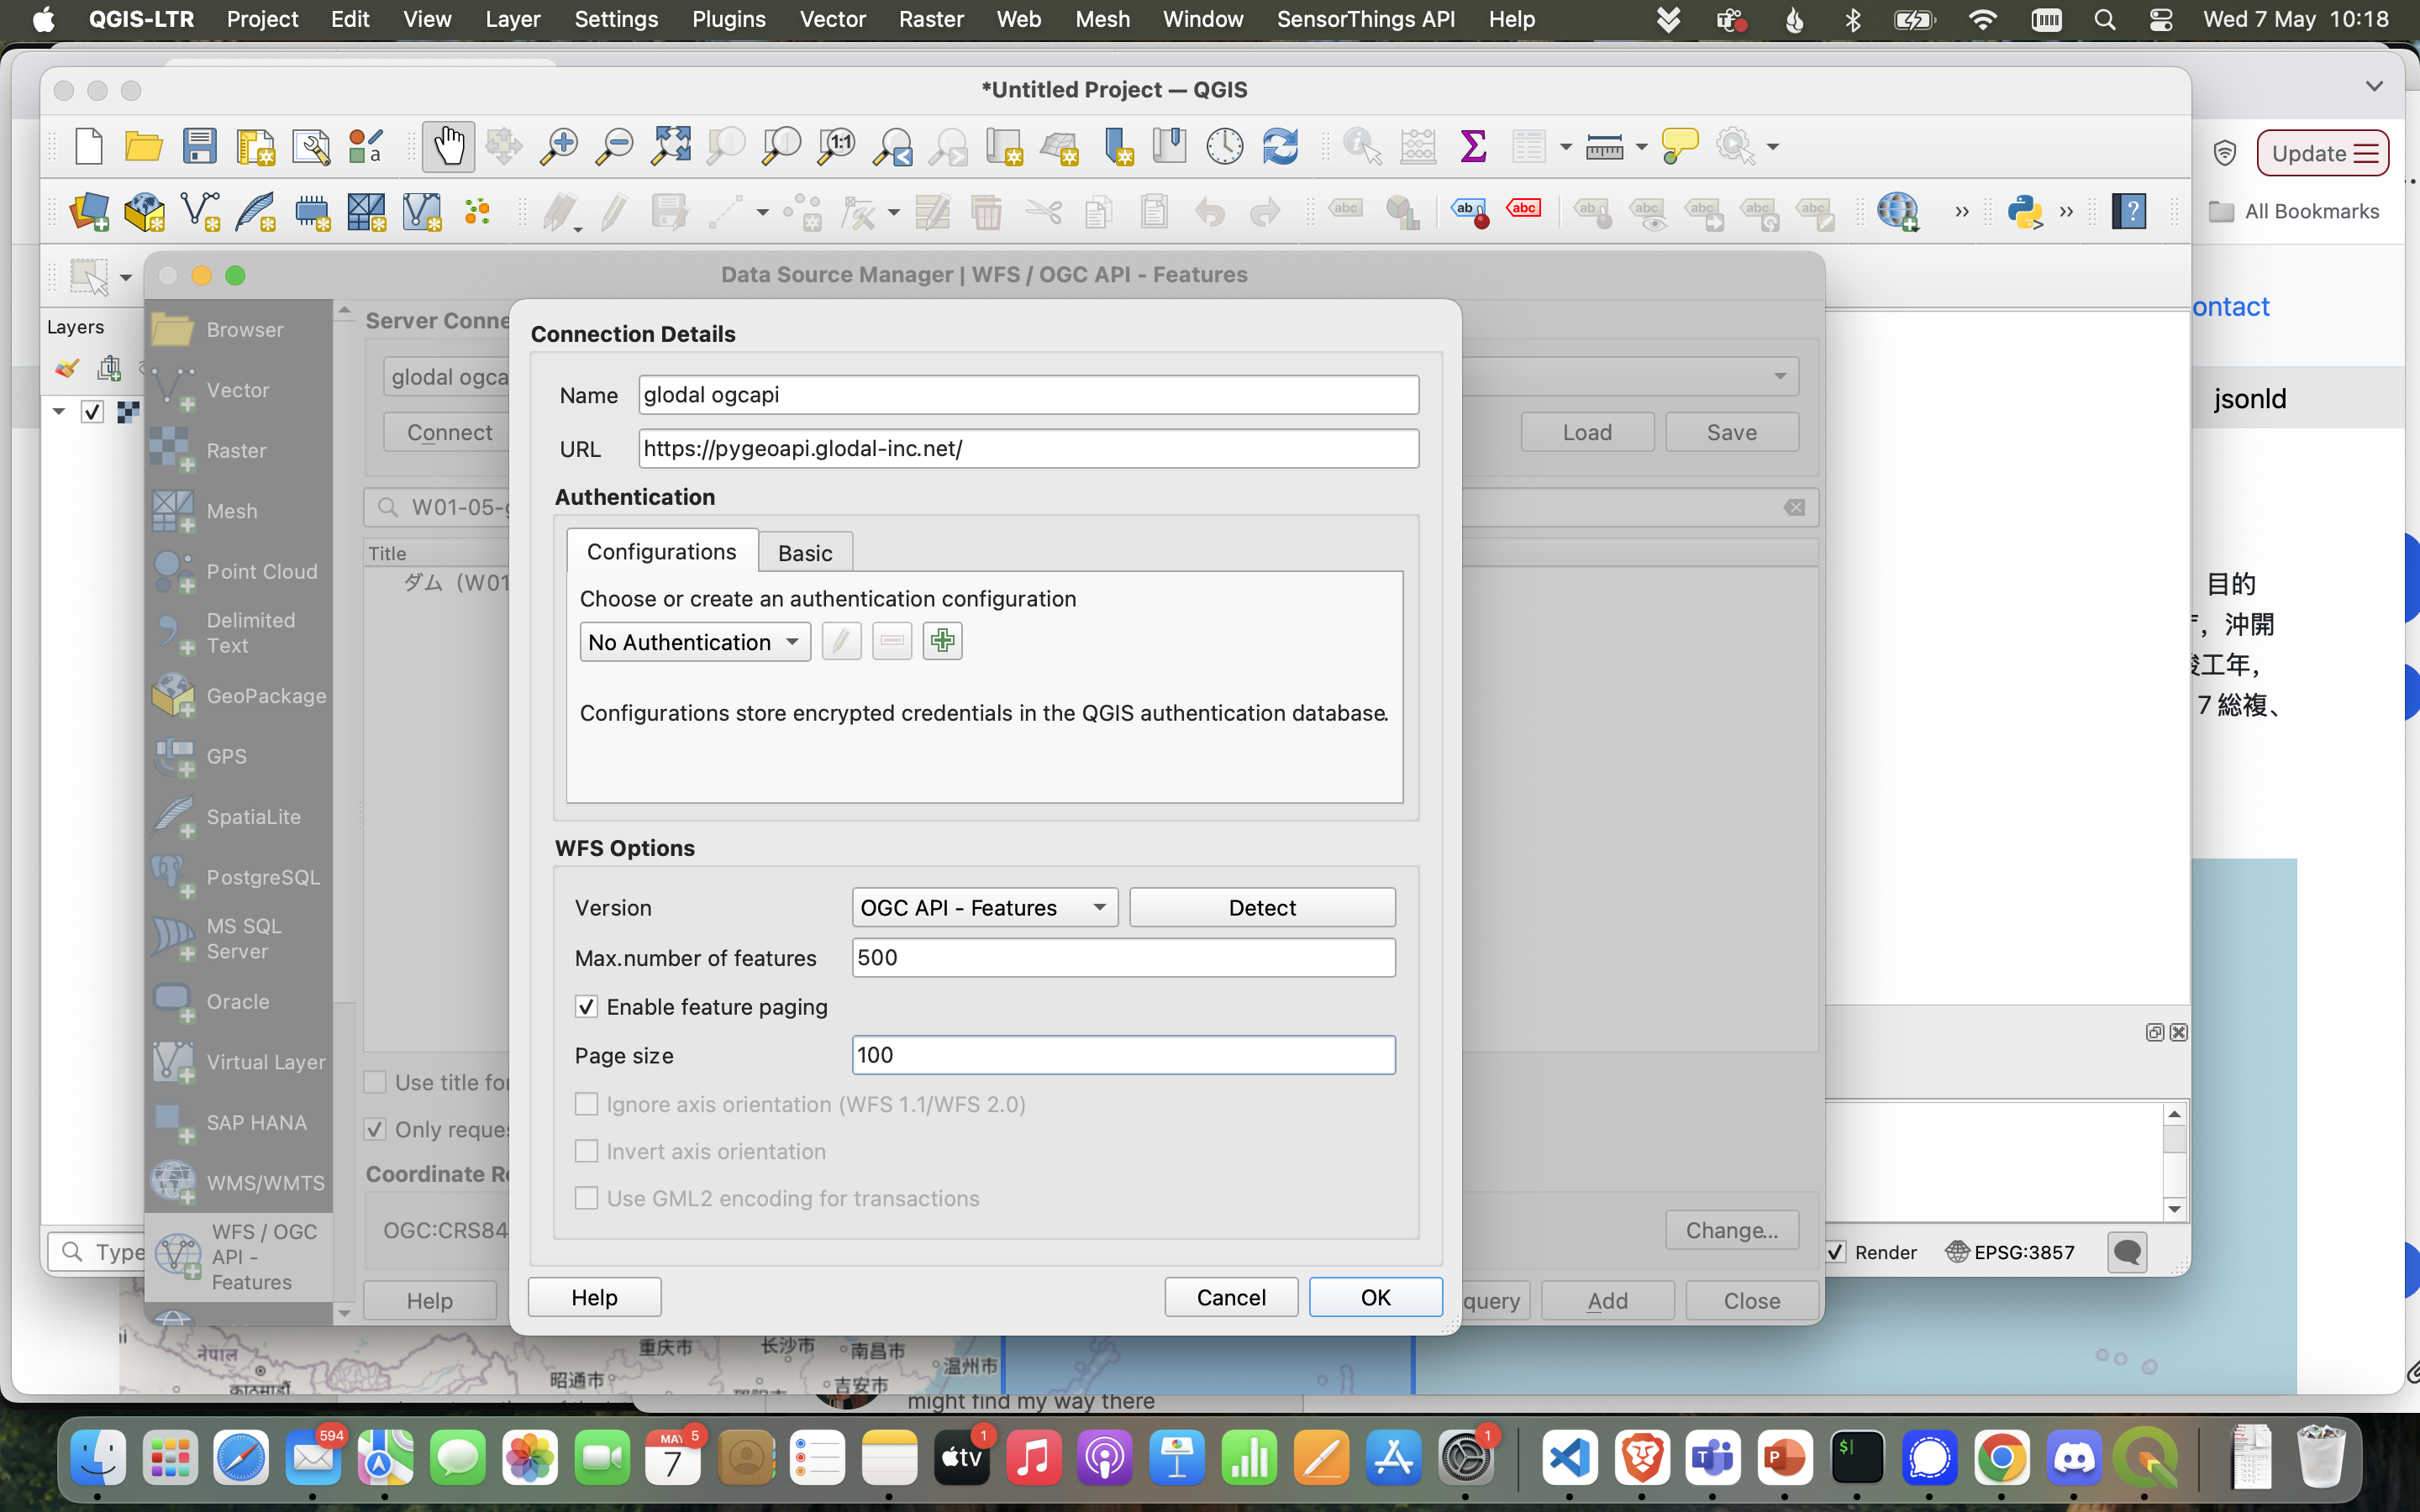 QGIS-LTR Project Edit View Layer Settings Plugins Vector Raster Web Mesh Window SensorThings API Help Wed 7 May 10:18
*Untitled Project — QGIS
Update
All Bookmarks
Data Source Manager | WFS / OGC API - Features
Layers
Browser
Vector
Raster
Mesh
Point Cloud
Delimited
Text
GeoPackage
GPS
SpatiaLite
PostgreSQL
MS SQL
Server
Oracle
Virtual Layer
SAP HANA
WMS/WMTS
WFS / OGC
API -
Features
Server Conne
glodal ogca
Connect
Load
Save
W01-05-g
Title
ダム（W01
Use title fo
Only reques
Coordinate Re
OGC:CRS84
Change...
Help
query
Add
Close
Connection Details
Name glodal ogcapi
URL https://pygeoapi.glodal-inc.net/
Authentication
Configurations Basic
Choose or create an authentication configuration
No Authentication
Configurations store encrypted credentials in the QGIS authentication database.
WFS Options
Version OGC API - Features Detect
Max.number of features 500
Enable feature paging
Page size 100
Ignore axis orientation (WFS 1.1/WFS 2.0)
Invert axis orientation
Use GML2 encoding for transactions
Help Cancel OK
ontact
jsonld
目的
，沖開
工年，
7 総複、
Type
Render EPSG:3857
नेपाल
重庆市
长沙市
南昌市
温州市
昭通市
吉安市
might find my way there
594
MAY 5
7
tv
1
1